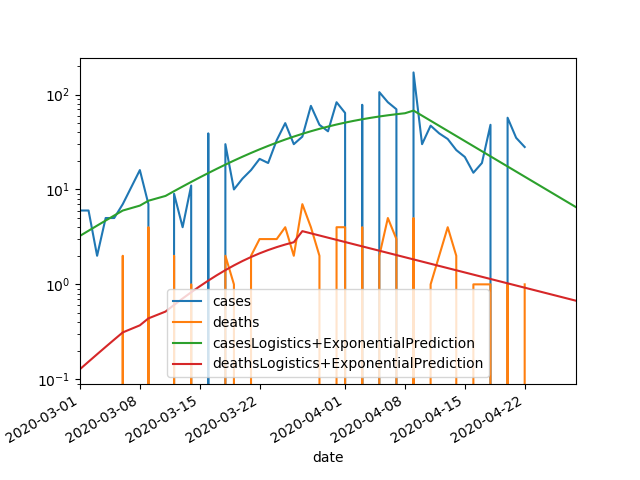 10²
10¹
10⁰
10⁻¹
cases
deaths
casesLogistics+ExponentialPrediction
deathsLogistics+ExponentialPrediction
2020-03-01
2020-03-08
2020-03-15
2020-03-22
2020-04-01
2020-04-08
2020-04-15
2020-04-22
date